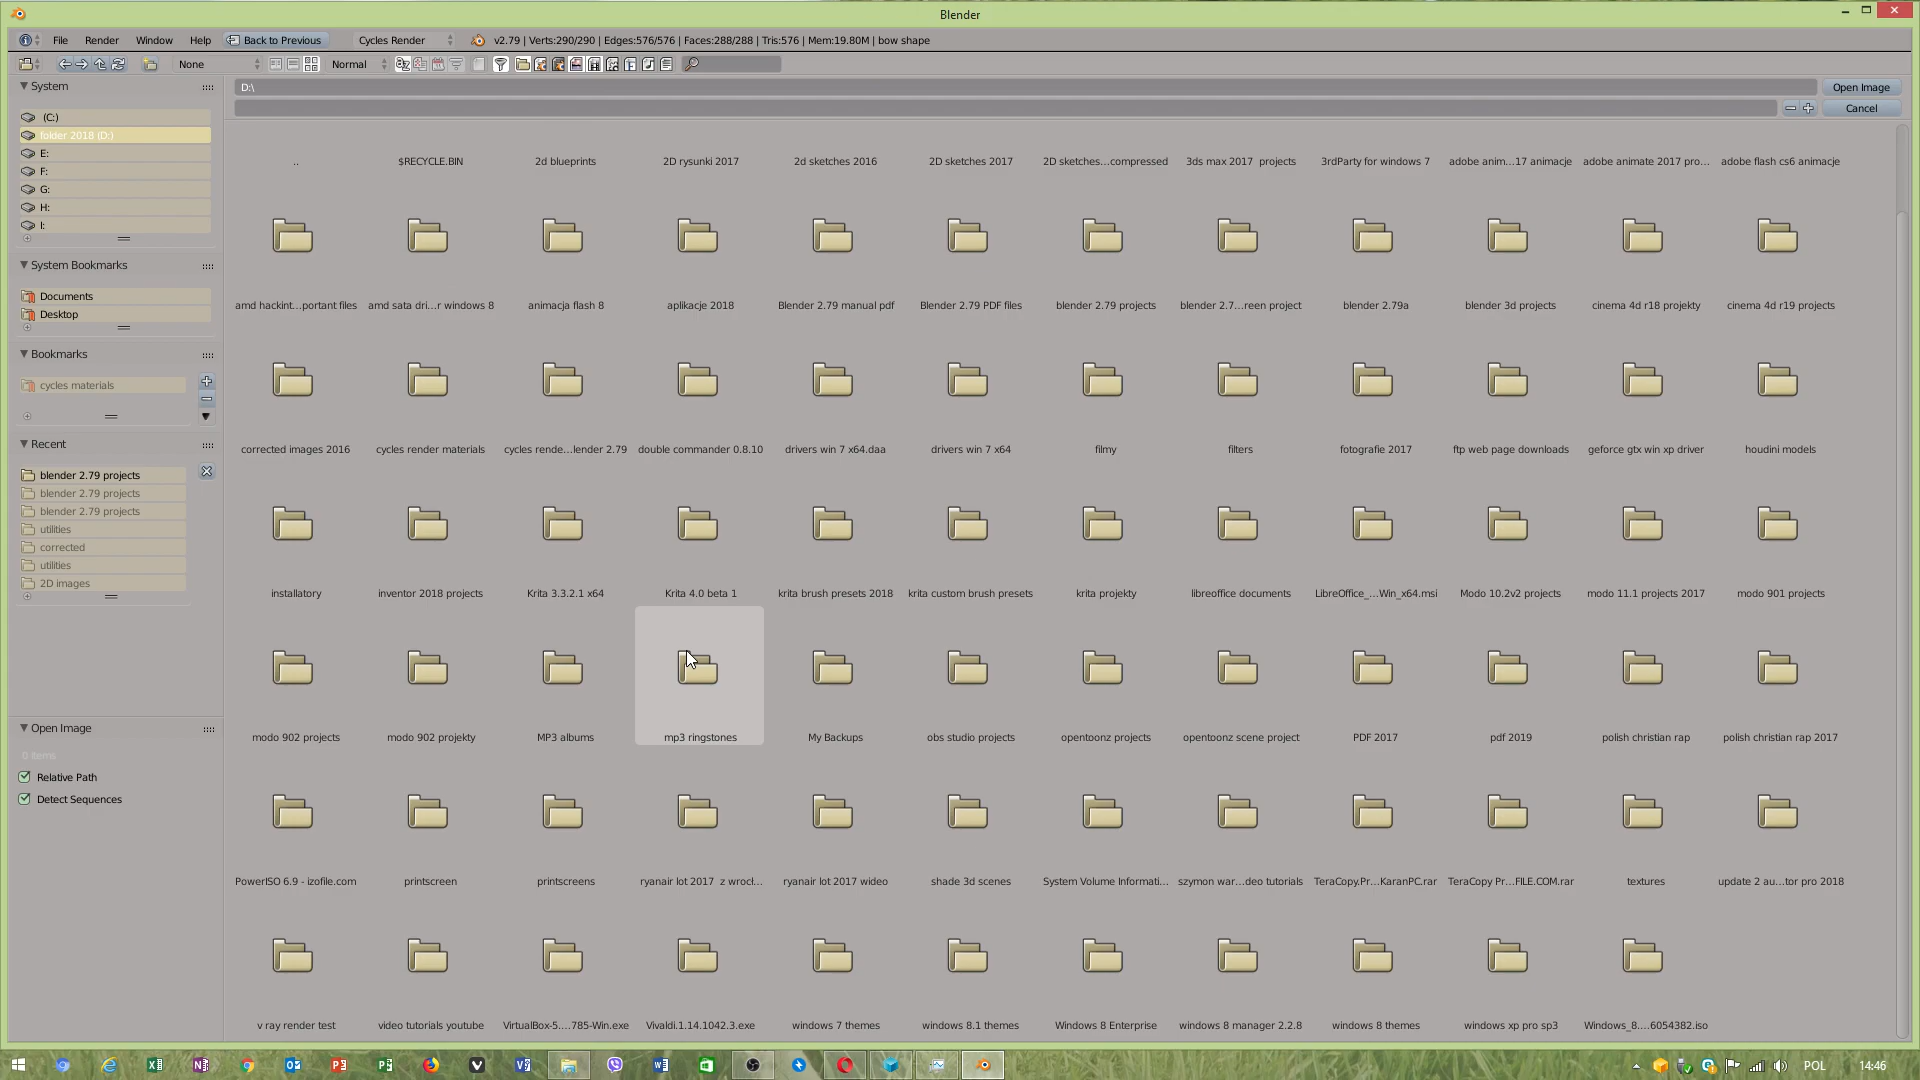 Blender
File Render Window Help Back to Previous Cycles Render v2.79 | Verts:290/290 | Edges:576/576 | Faces:288/288 | Tris:576 | Mem:19.80M | bow shape
None Normal
System
D:\ Open Image
Cancel
(C:)
folder 2018 (D:)
E:
F:
G:
H:
I:
System Bookmarks
Documents
Desktop
Bookmarks
cycles materials
Recent
blender 2.79 projects
blender 2.79 projects
blender 2.79 projects
utilities
corrected
utilities
2D images
Open Image
0 items
Relative Path
Detect Sequences
.. $RECYCLE.BIN 2d blueprints 2D rysunki 2017 2d sketches 2016 2D sketches 2017 2D sketches...compressed 3ds max 2017 projects 3rdParty for windows 7 adobe anim...17 animacje adobe animate 2017 pro... adobe flash cs6 animacje
amd hackint...portant files amd sata dri...r windows 8 animacja flash 8 aplikacje 2018 Blender 2.79 manual pdf Blender 2.79 PDF files blender 2.79 projects blender 2.7...reen project blender 2.79a blender 3d projects cinema 4d r18 projekty cinema 4d r19 projects
corrected images 2016 cycles render materials cycles rende...lender 2.79 double commander 0.8.10 drivers win 7 x64.daa drivers win 7 x64 filmy filters fotografie 2017 ftp web page downloads geforce gtx win xp driver houdini models
installatory inventor 2018 projects Krita 3.3.2.1 x64 Krita 4.0 beta 1 krita brush presets 2018 krita custom brush presets krita projekty libreoffice documents LibreOffice_...Win_x64.msi Modo 10.2v2 projects modo 11.1 projects 2017 modo 901 projects
modo 902 projects modo 902 projekty MP3 albums mp3 ringstones My Backups obs studio projects opentoonz projects opentoonz scene project PDF 2017 pdf 2019 polish christian rap polish christian rap 2017
PowerISO 6.9 - izofile.com printscreen printscreens ryanair lot 2017 z wrocł... ryanair lot 2017 wideo shade 3d scenes System Volume Informati... szymon war...deo tutorials TeraCopy.Pr...KaranPC.rar TeraCopy Pr...FILE.COM.rar textures update 2 au...tor pro 2018
v ray render test video tutorials youtube VirtualBox-5....785-Win.exe Vivaldi.1.14.1042.3.exe windows 7 themes windows 8.1 themes Windows 8 Enterprise windows 8 manager 2.2.8 windows 8 themes windows xp pro sp3 Windows_8....6054382.iso
POL 14:46